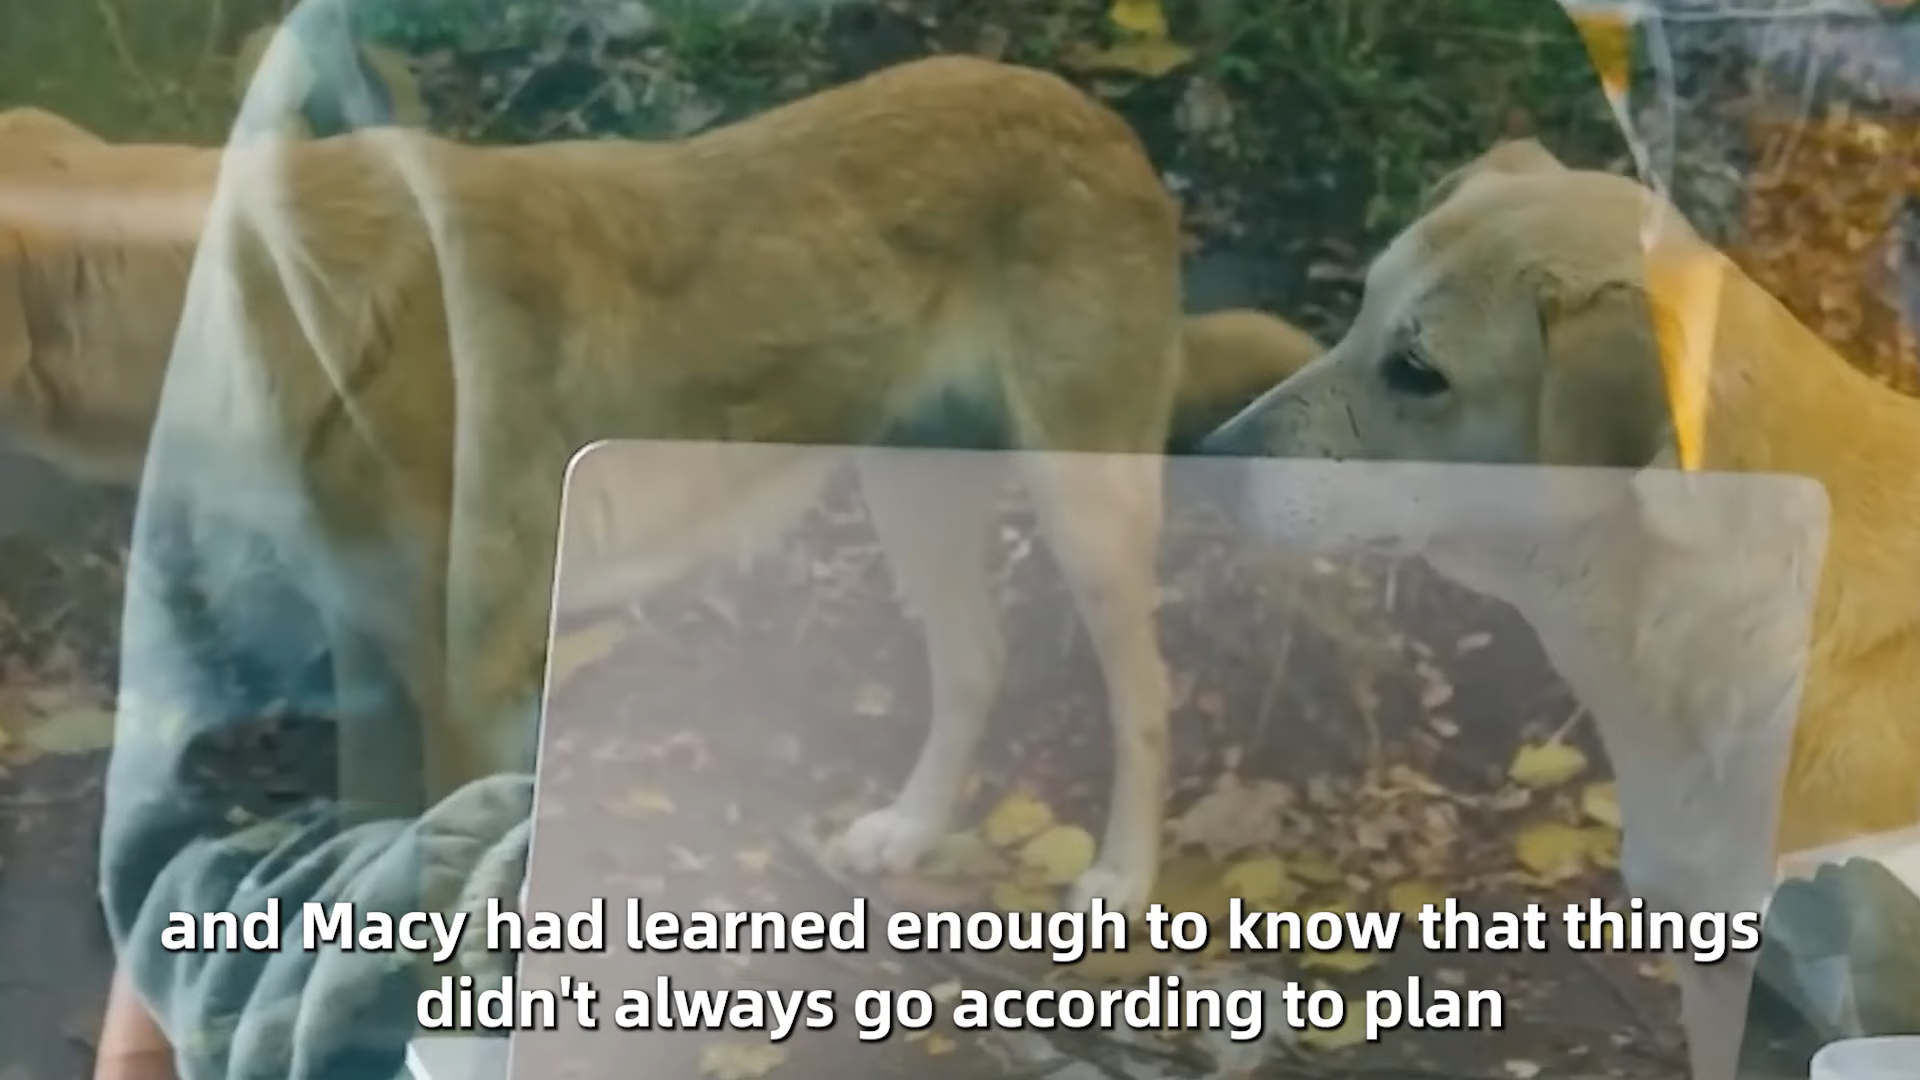 and Macy had learned enough to know that things
didn't always go according to plan